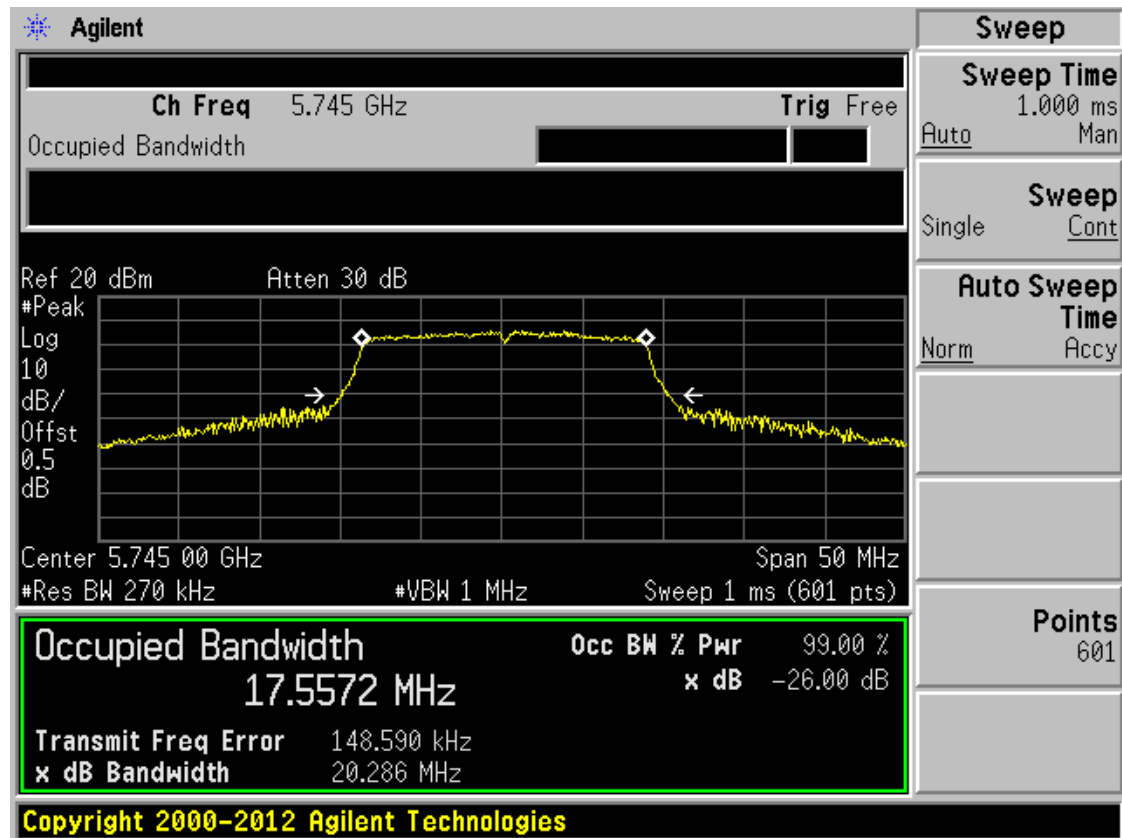 Agilent
Sweep
Ch Freq 5.745 GHz Trig Free
Occupied Bandwidth
Sweep Time
1.000 ms
Auto Man
Sweep
Single Cont
Auto Sweep
Time
Norm Accy
Points
601
Ref 20 dBm Atten 30 dB
#Peak
Log
10
dB/
Offst
0.5
dB
Center 5.745 00 GHz Span 50 MHz
#Res BW 270 kHz #VBW 1 MHz Sweep 1 ms (601 pts)
Occupied Bandwidth
17.5572 MHz
Occ BW % Pwr 99.00 %
x dB -26.00 dB
Transmit Freq Error 148.590 kHz
x dB Bandwidth 20.286 MHz
Copyright 2000-2012 Agilent Technologies